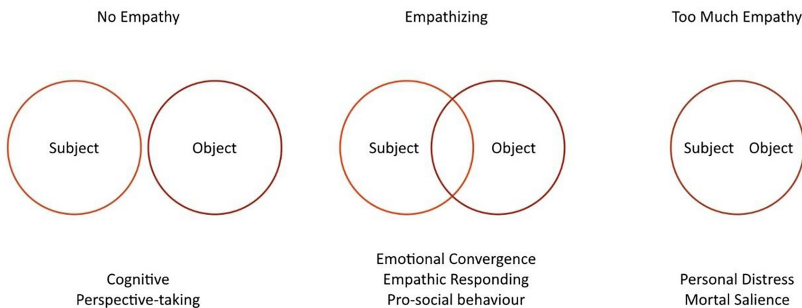 No Empathy
Subject Object
Cognitive
Perspective-taking
Empathizing
Subject Object
Emotional Convergence
Empathic Responding
Pro-social behaviour
Too Much Empathy
Subject Object
Personal Distress
Mortal Salience